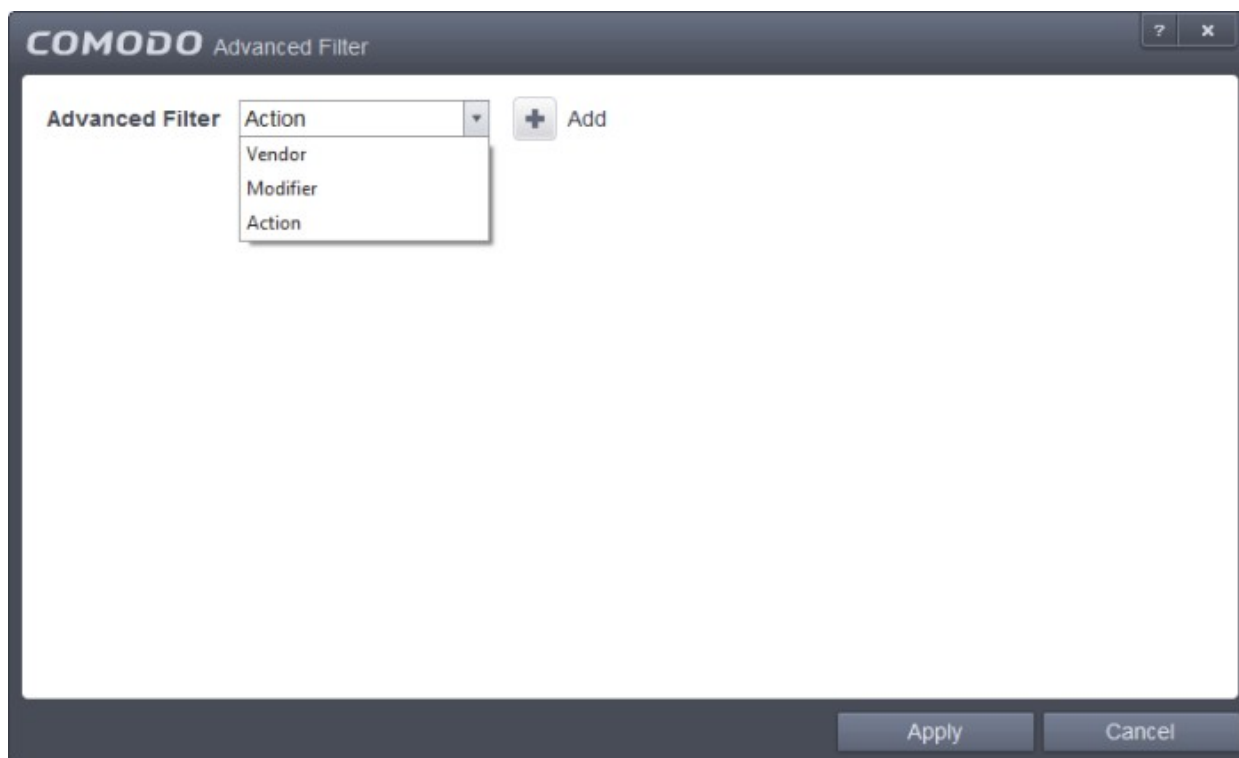 COMODO Advanced Filter ? x
Advanced Filter Action + Add
Vendor
Modifier
Action
Apply Cancel